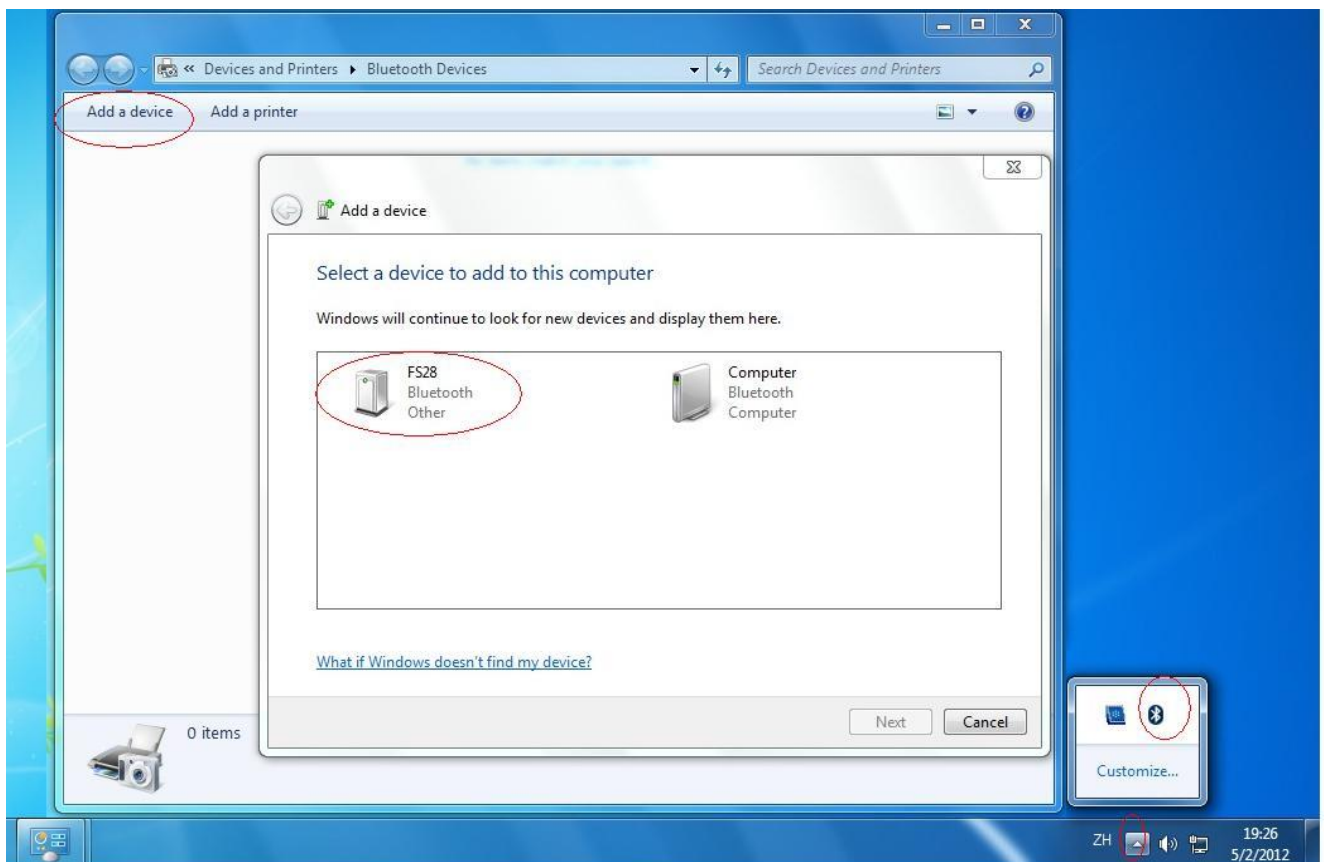 « Devices and Printers ▸ Bluetooth Devices
Search Devices and Printers
Add a device
Add a printer
Add a device
Select a device to add to this computer
Windows will continue to look for new devices and display them here.
FS28
Bluetooth
Other
Computer
Bluetooth
Computer
What if Windows doesn't find my device?
Next
Cancel
0 items
Customize...
ZH
19:26
5/2/2012